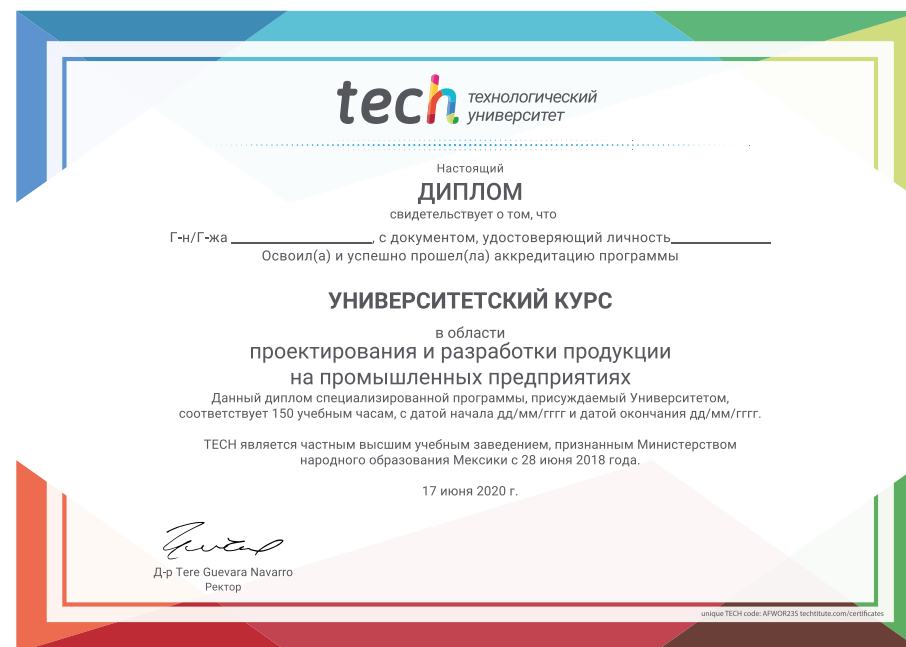 tech технологический
университет
Настоящий
ДИПЛОМ
свидетельствует о том, что
Г-н/Г-жа ____________________, с документом, удостоверяющий личность______________
Освоил(а) и успешно прошел(ла) аккредитацию программы
УНИВЕРСИТЕТСКИЙ КУРС
в области
проектирования и разработки продукции
на промышленных предприятиях
Данный диплом специализированной программы, присуждаемый Университетом,
соответствует 150 учебным часам, с датой начала дд/мм/гггг и датой окончания дд/мм/гггг.
TECH является частным высшим учебным заведением, признанным Министерством
народного образования Мексики с 28 июня 2018 года.
17 июня 2020 г.
Д-р Tere Guevara Navarro
Ректор
unique TECH code: AFWOR23S techtitute.com/certificates